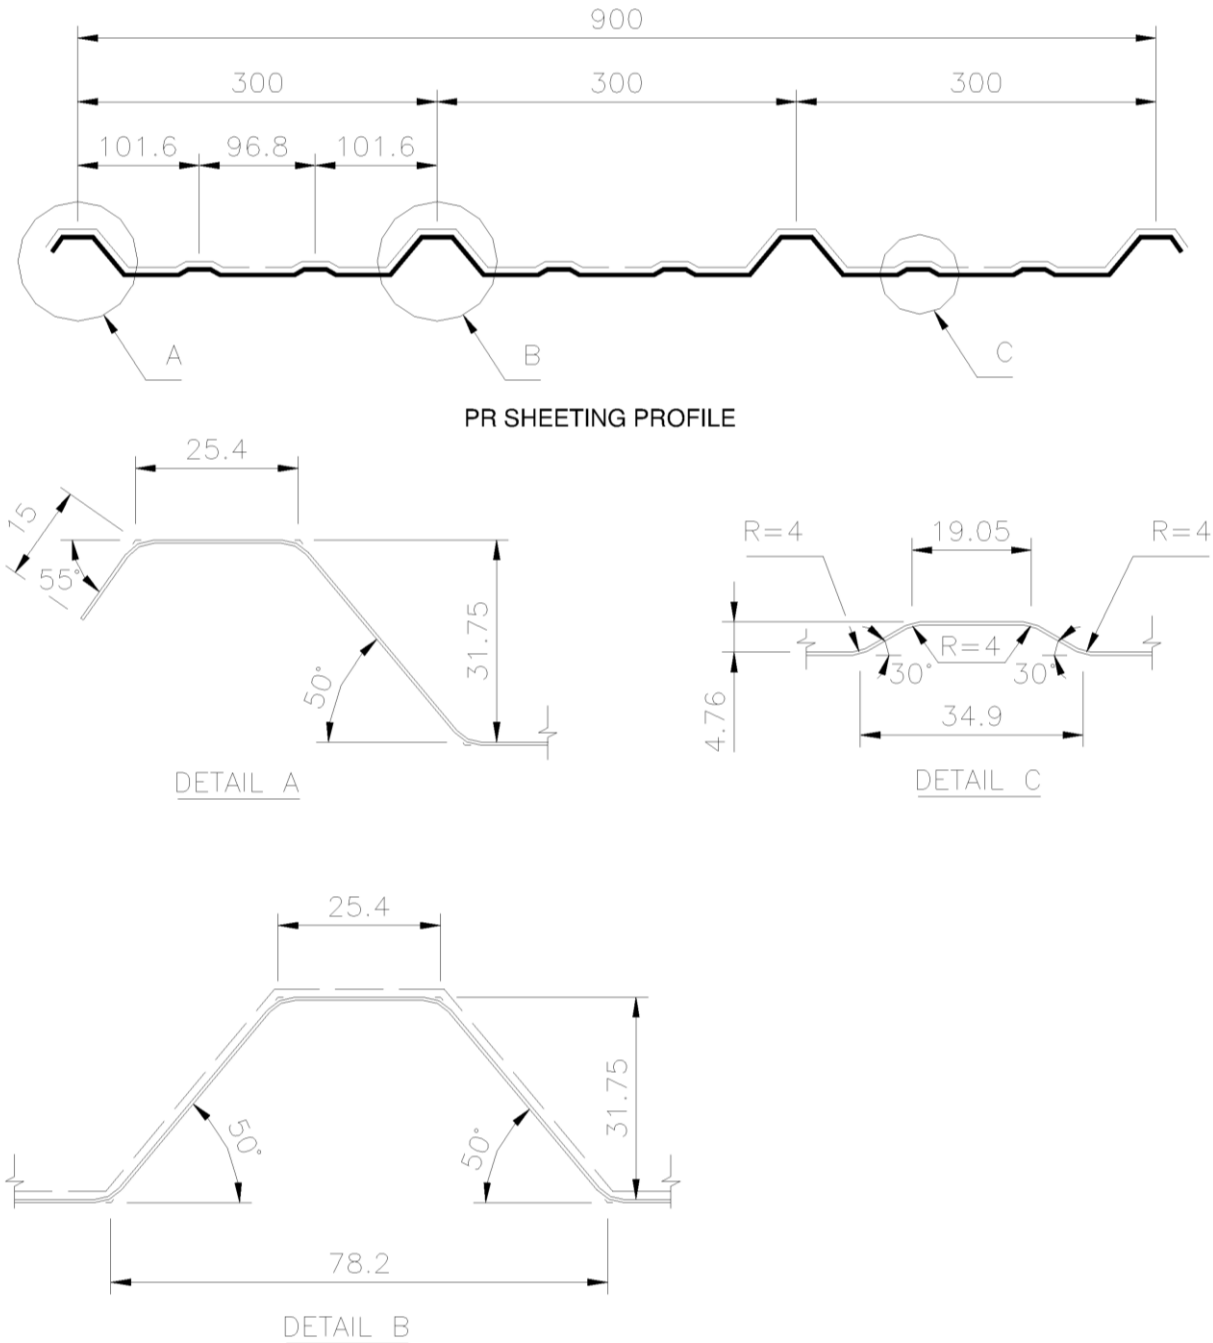 900
300 300 300
101.6 96.8 101.6
A B C
PR SHEETING PROFILE
25.4
15
55°
50°
31.75
DETAIL A
R=4 19.05 R=4
R=4
30° 30°
4.76
34.9
DETAIL C
25.4
50° 50°
31.75
78.2
DETAIL B